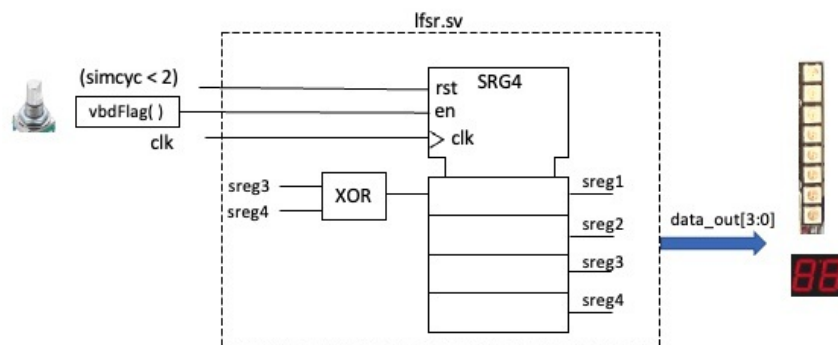 lfsr.sv
(simcyc < 2)
rst
SRG4
vbdFlag( )
en
clk
clk
sreg3
sreg4
XOR
sreg1
sreg2
sreg3
sreg4
data_out[3:0]
88